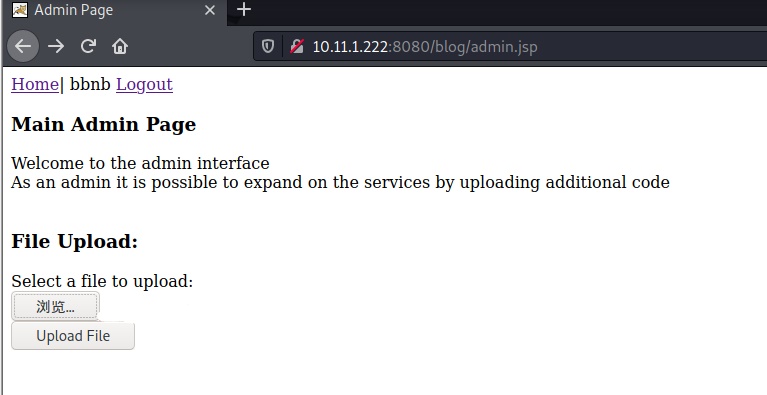 Admin Page
10.11.1.222:8080/blog/admin.jsp
Home| bbnb Logout
Main Admin Page
Welcome to the admin interface
As an admin it is possible to expand on the services by uploading additional code
File Upload:
Select a file to upload:
浏览…
Upload File